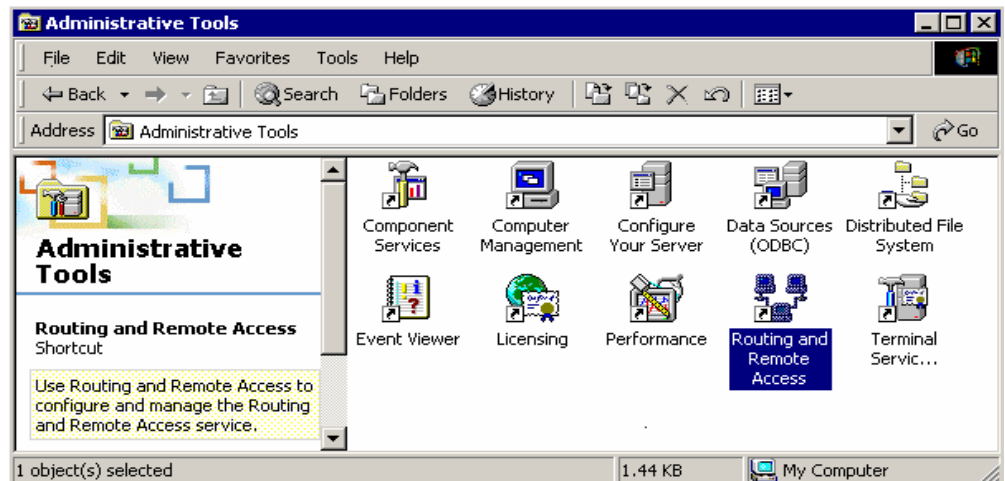 Administrative Tools
File Edit View Favorites Tools Help
Back Search Folders History
Address Administrative Tools Go
Administrative
Tools
Routing and Remote Access
Shortcut
Use Routing and Remote Access to
configure and manage the Routing
and Remote Access service.
Component
Services
Computer
Management
Configure
Your Server
Data Sources
(ODBC)
Distributed File
System
Event Viewer
Licensing
Performance
Routing and
Remote
Access
Terminal
Servic...
1 object(s) selected 1.44 KB My Computer